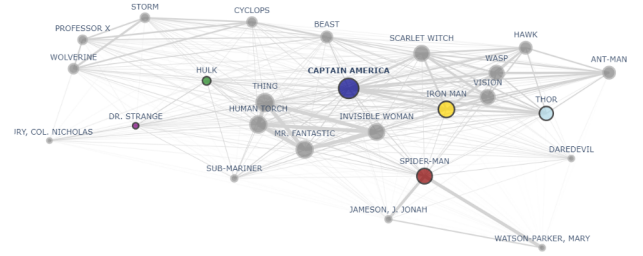 STORM
CYCLOPS
PROFESSOR X
BEAST
SCARLET WITCH
HAWK
WOLVERINE
WASP
ANT-MAN
HULK
CAPTAIN AMERICA
VISION
THING
IRON MAN
THOR
HUMAN TORCH
DR. STRANGE
INVISIBLE WOMAN
IRY, COL. NICHOLAS
MR. FANTASTIC
DAREDEVIL
SPIDER-MAN
SUB-MARINER
JAMESON, J. JONAH
WATSON-PARKER, MARY